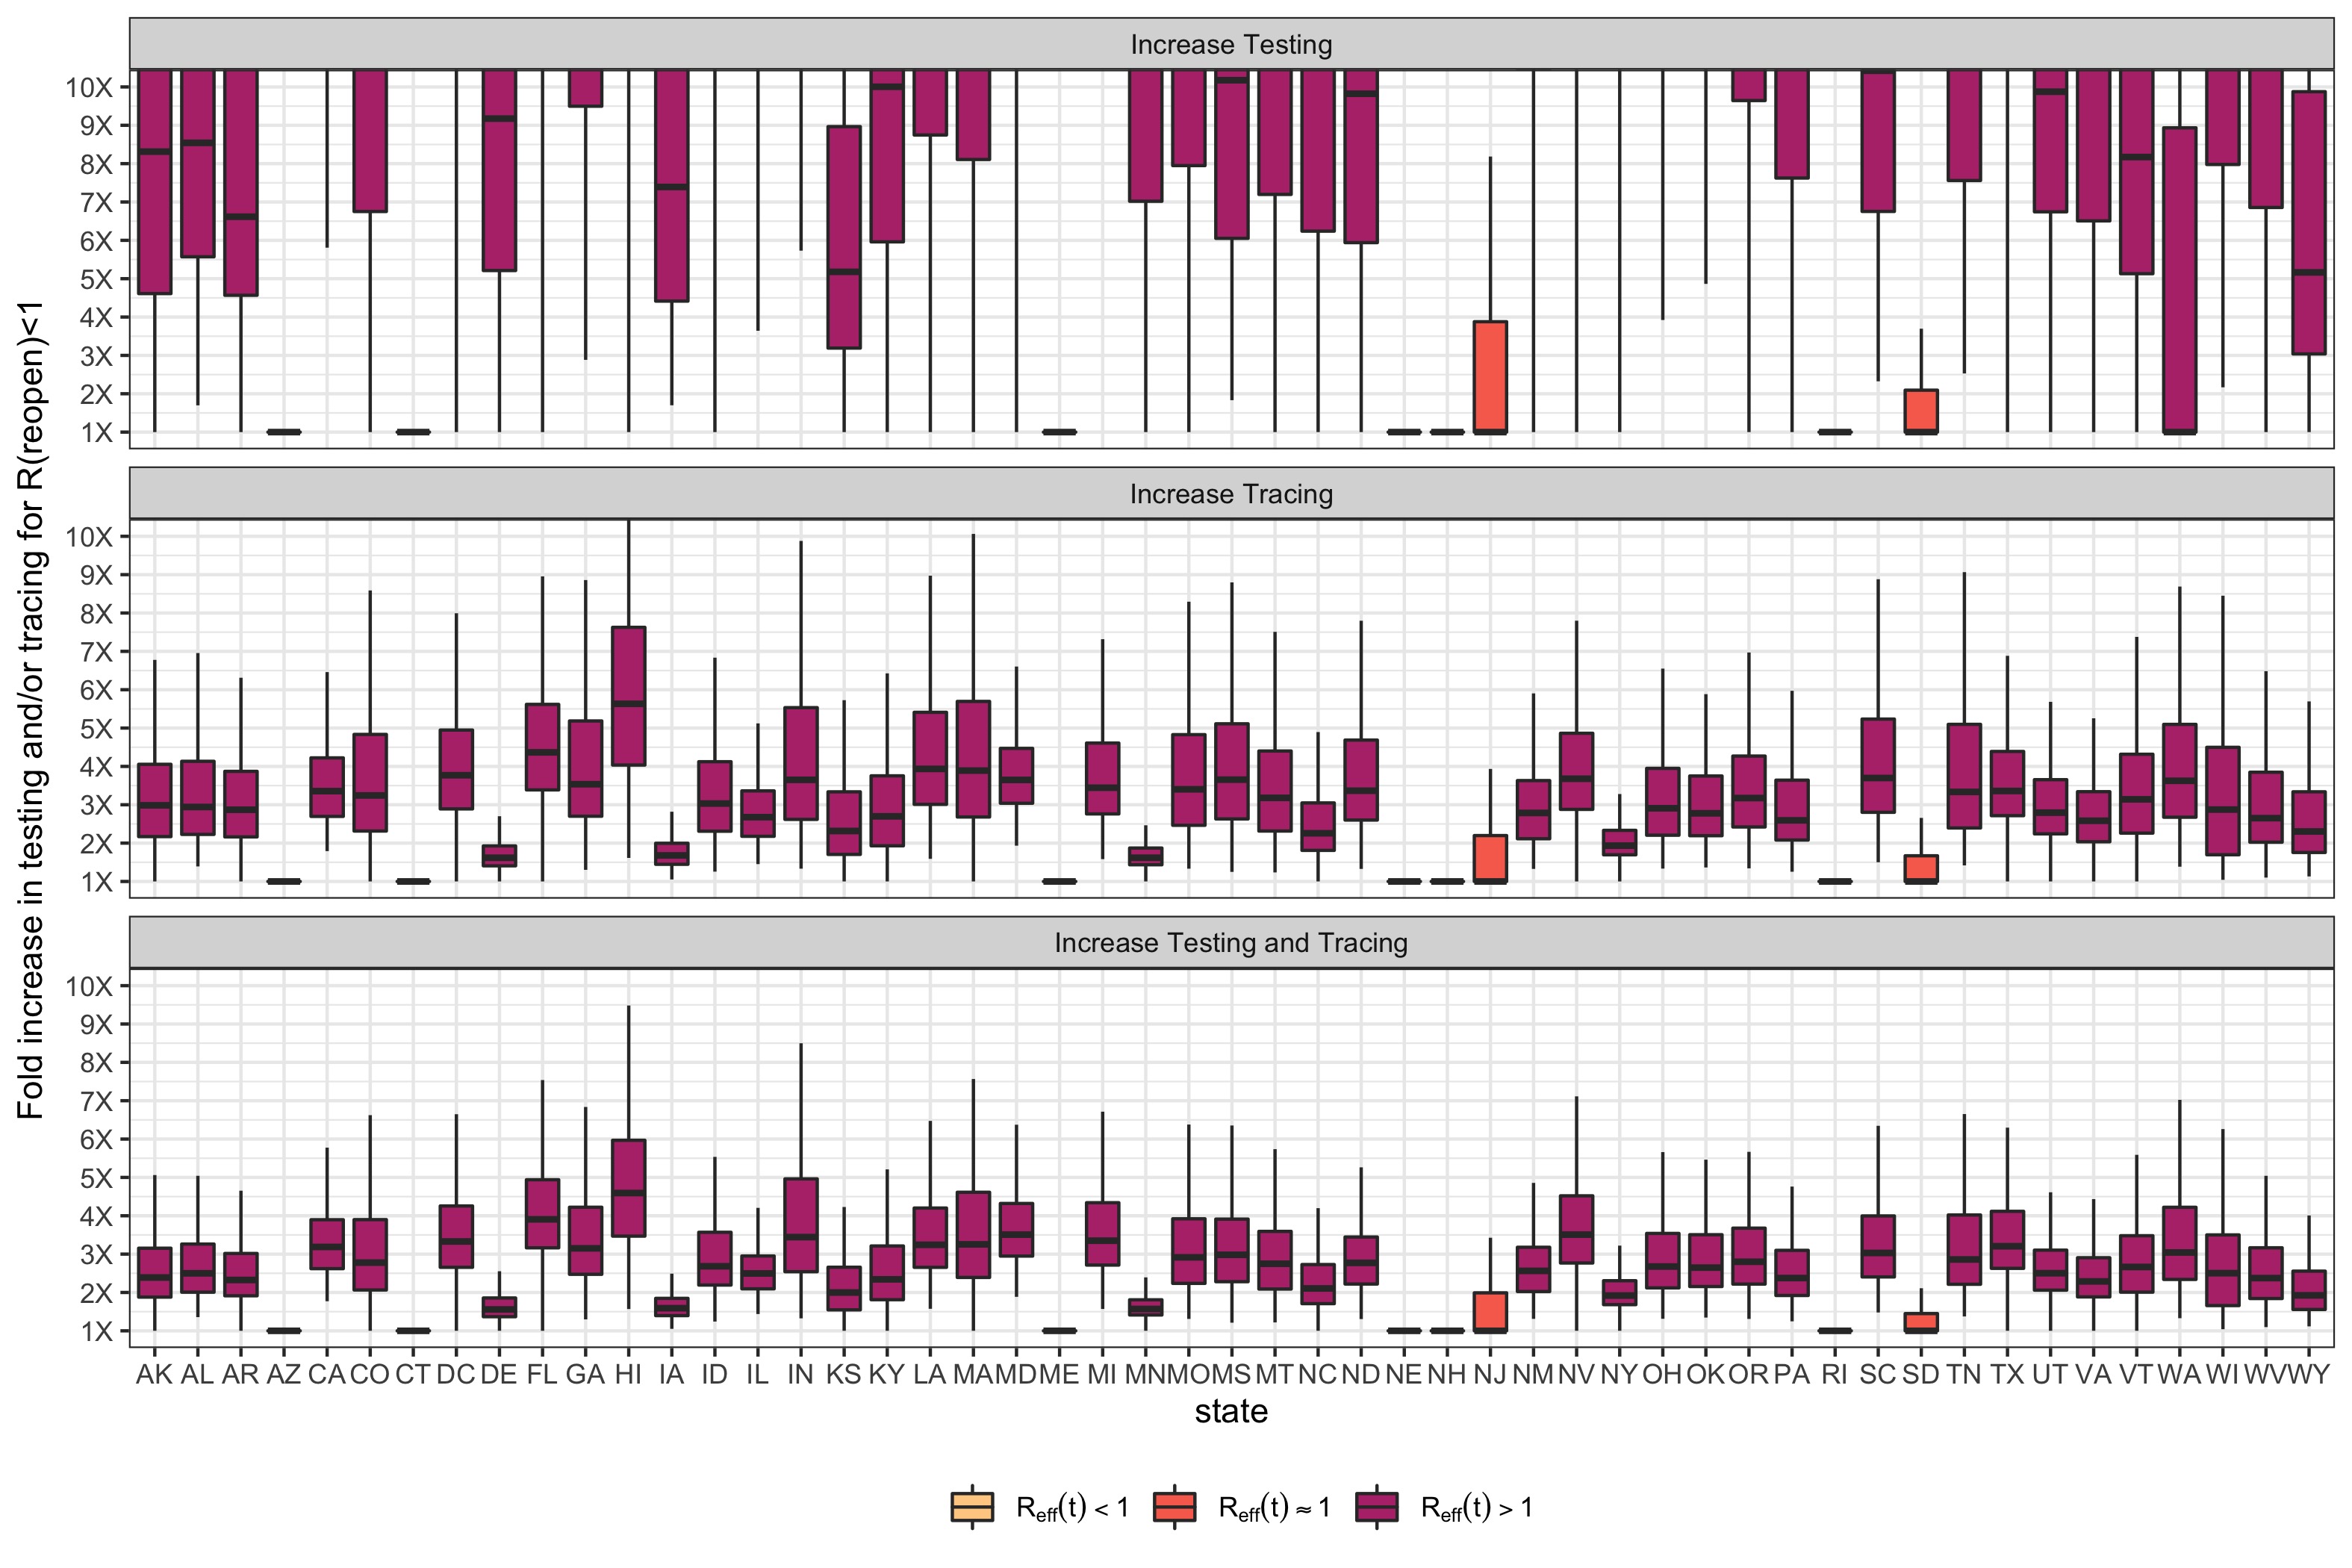 Increase Testing
10X
9X
8X
7X
6X
5X
4X
3X
2X
1X
Increase Tracing
10X
9X
8X
7X
6X
5X
4X
3X
2X
1X
Increase Testing and Tracing
10X
9X
8X
7X
6X
5X
4X
3X
2X
1X
Fold increase in testing and/or tracing for R(reopen)<1
AK AL AR AZ CA CO CT DC DE FL GA HI IA ID IL IN KS KY LA MA MD ME MI MN MO MS MT NC ND NE NH NJ NM NV NY OH OK OR PA RI SC SD TN TX UT VA VT WA WI WV WY
state
Reff(t) < 1 Reff(t) ≈ 1 Reff(t) > 1